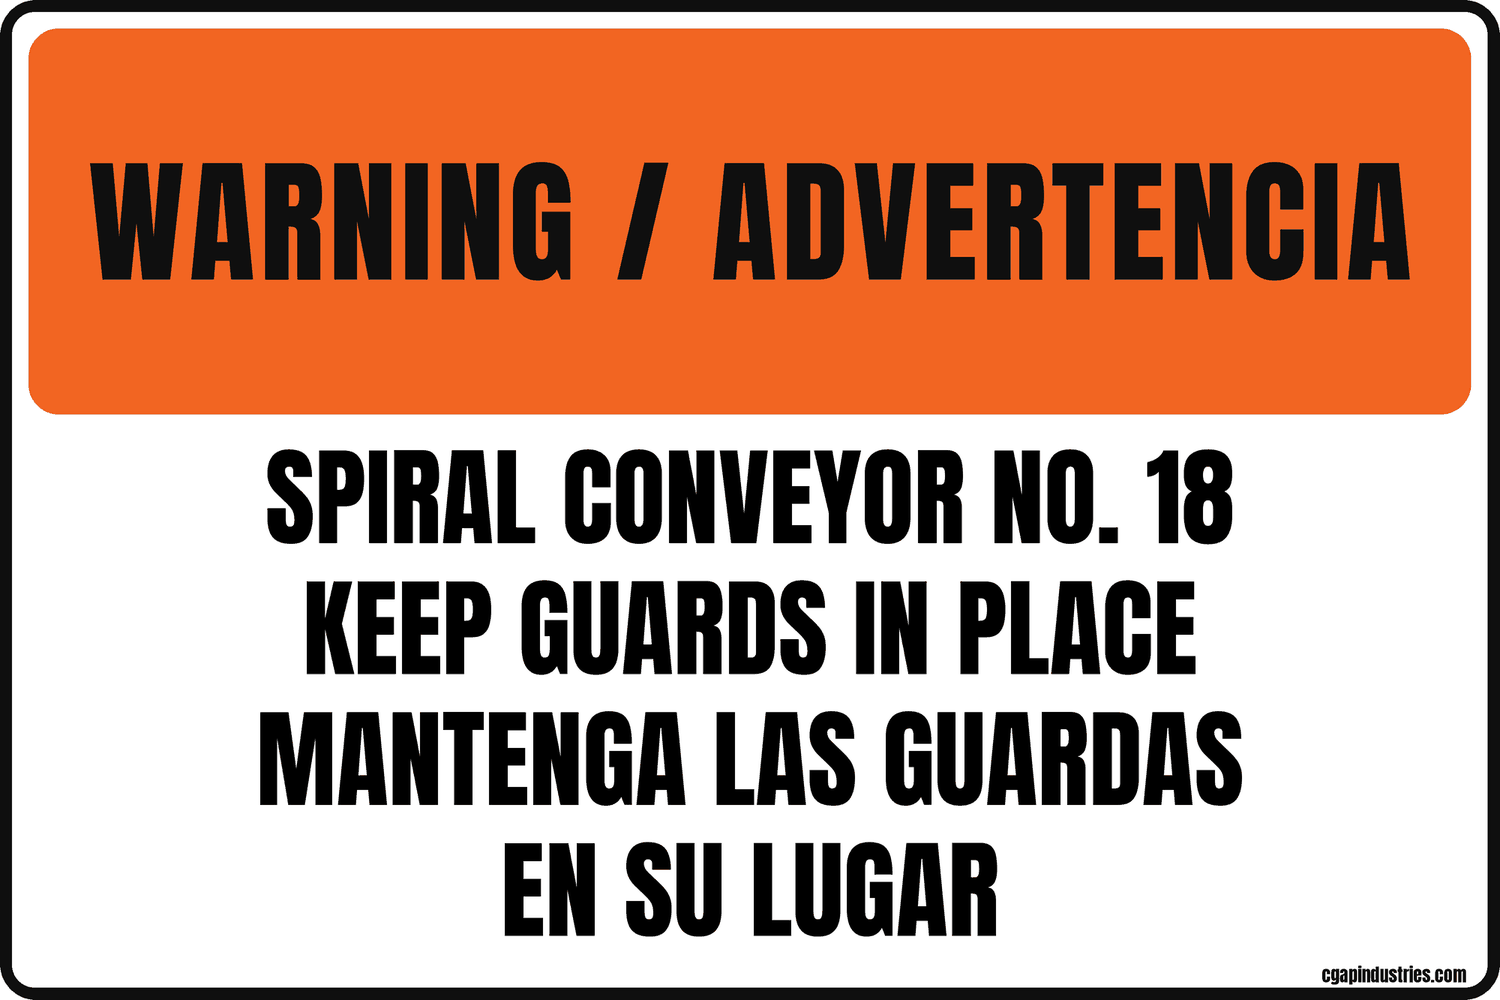 WARNING / ADVERTENCIA
SPIRAL CONVEYOR NO. 18
KEEP GUARDS IN PLACE
MANTENGA LAS GUARDAS
EN SU LUGAR
cgapindustries.com